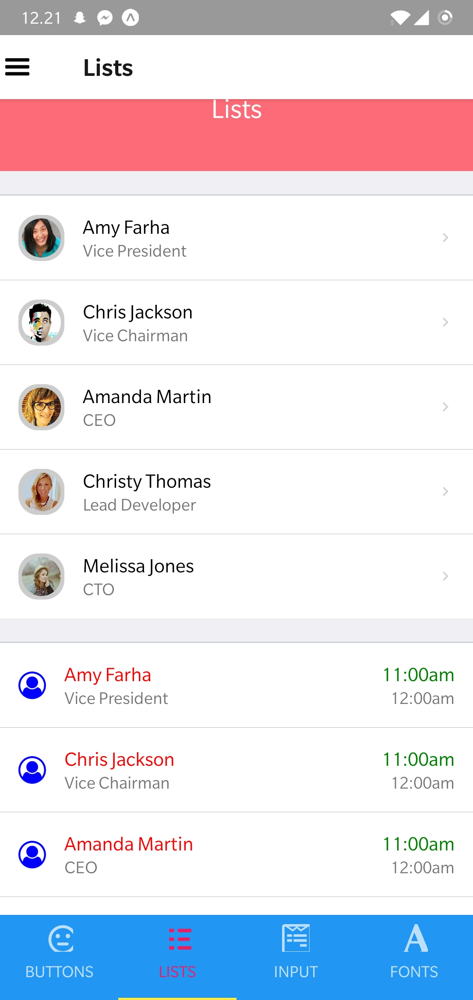 12.21
Lists
Lists
Amy Farha
Vice President
Chris Jackson
Vice Chairman
Amanda Martin
CEO
Christy Thomas
Lead Developer
Melissa Jones
CTO
Amy Farha 11:00am
Vice President 12:00am
Chris Jackson 11:00am
Vice Chairman 12:00am
Amanda Martin 11:00am
CEO 12:00am
BUTTONS LISTS INPUT FONTS